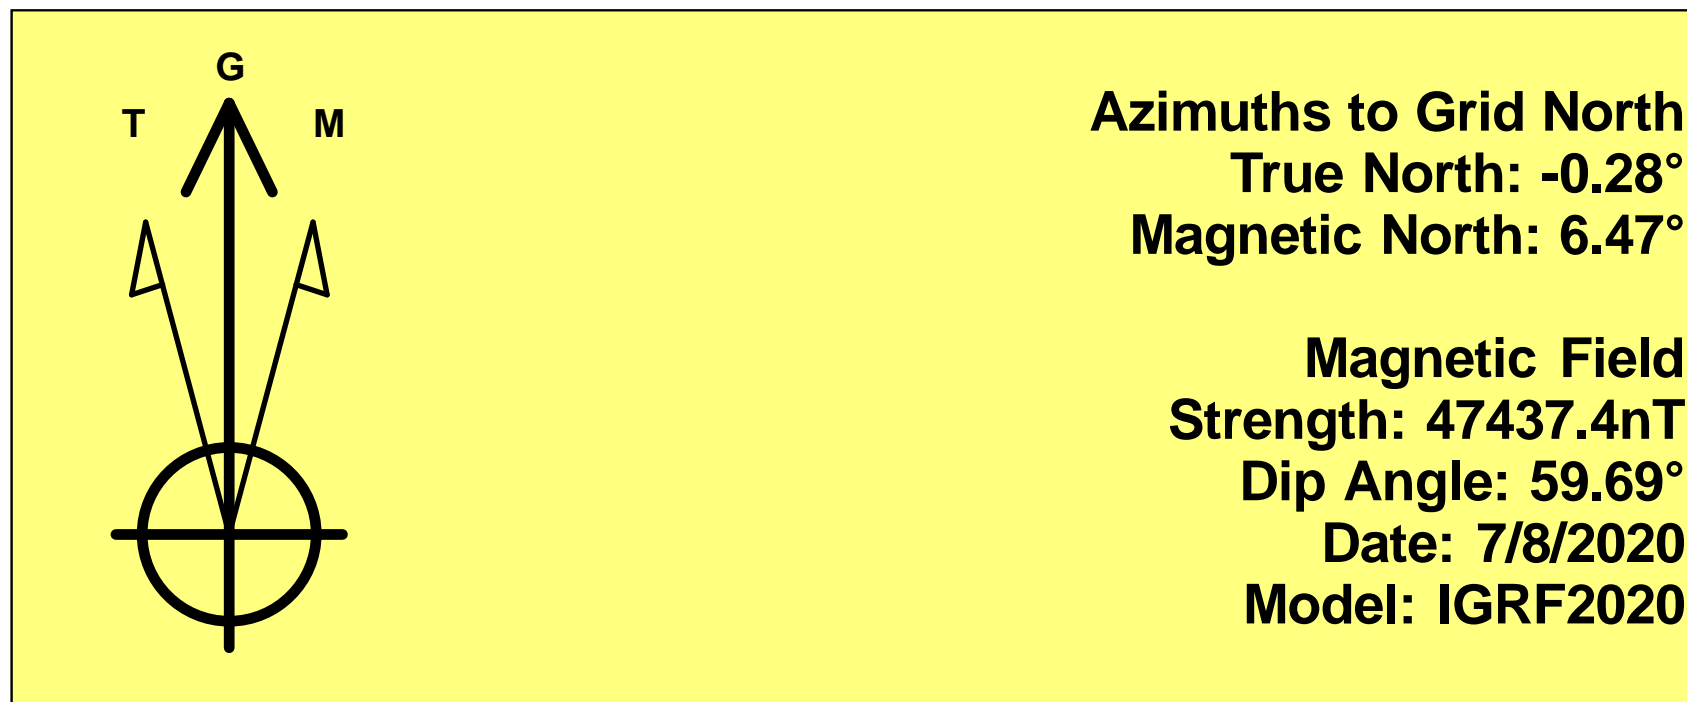 G
T M
Azimuths to Grid North
True North: -0.28°
Magnetic North: 6.47°
Magnetic Field
Strength: 47437.4nT
Dip Angle: 59.69°
Date: 7/8/2020
Model: IGRF2020